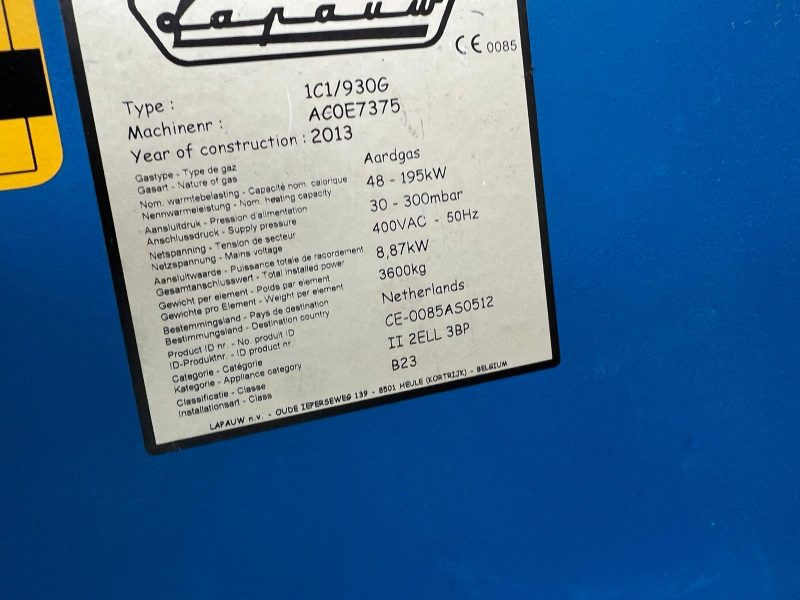 Lapauw
CE 0085
Type : 1C1/930G
Machinenr : ACOE7375
Year of construction : 2013
Gastype - Type de gaz
Gasart - Nature of gas Aardgas
Nom. warmtebelasting - Capacité nom. calorique
Nennwarmeleistung - Nom. heating capacity 48 - 195kW
Aansluitdruk - Pression d'alimentation
Anschlussdruck - Supply pressure 30 - 300mbar
Netspanning - Tension de secteur
Netzspannung - Mains voltage 400VAC - 50Hz
Aansluitwaarde - Puissance totale de racordement
Gesamtanschlusswert - Total installed power 8,87kW
Gewicht per element - Poids par element
Gewichte pro Element - Weight per element 3600kg
Bestemmingsland - Pays de destination
Bestimmungsland - Destination country Netherlands
Product ID nr. - No. produit ID
ID-Produktnr. - ID product nr. CE-0085AS0512
Categorie - Catégorie
Kategorie - Appliance category II 2ELL 3BP
Classificatie - Classe
Installationsart - Class B23
LAPAUW n.v. - OUDE IEPERSEWEG 139 - 8501 HEULE (KORTRIJK) - BELGIUM